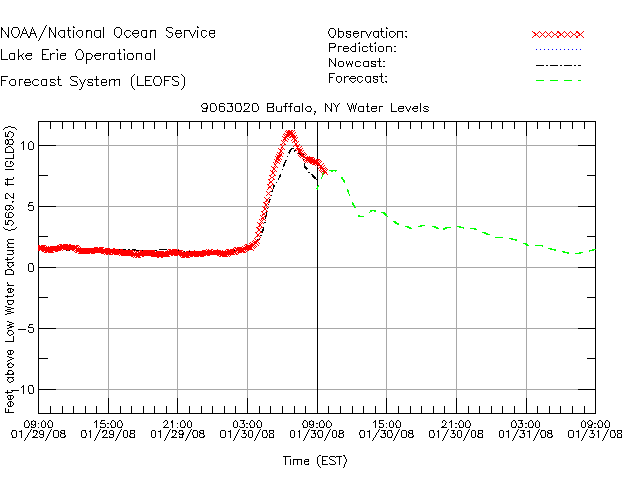 NOAA/National Ocean Service
Lake Erie Operational
Forecast System (LEOFS)
Observation:
Prediction:
Nowcast:
Forecast:
9063020 Buffalo, NY Water Levels
Feet above Low Water Datum (569.2 ft IGLD85)
10
5
0
-5
-10
09:00 15:00 21:00 03:00 09:00 15:00 21:00 03:00 09:00
01/29/08 01/29/08 01/29/08 01/30/08 01/30/08 01/30/08 01/30/08 01/31/08 01/31/08
Time (EST)